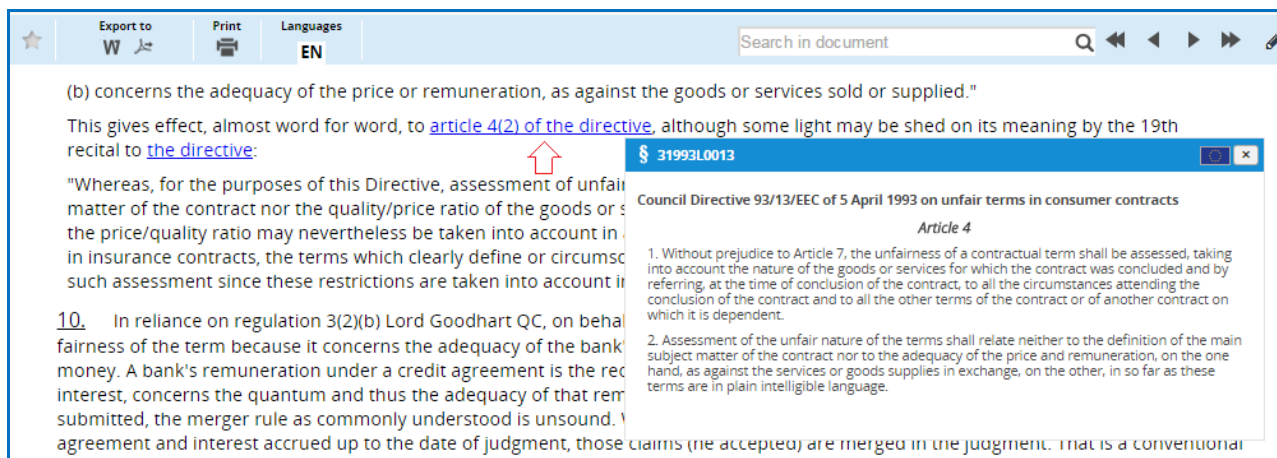 Export to
Print
Languages
W
EN
Search in document
(b) concerns the adequacy of the price or remuneration, as against the goods or services sold or supplied."
This gives effect, almost word for word, to article 4(2) of the directive, although some light may be shed on its meaning by the 19th
recital to the directive:
§ 31993L0013
"Whereas, for the purposes of this Directive, assessment of unfai
matter of the contract nor the quality/price ratio of the goods or s
the price/quality ratio may nevertheless be taken into account in
in insurance contracts, the terms which clearly define or circumsc
such assessment since these restrictions are taken into account i
Council Directive 93/13/EEC of 5 April 1993 on unfair terms in consumer contracts
Article 4
1. Without prejudice to Article 7, the unfairness of a contractual term shall be assessed, taking
into account the nature of the goods or services for which the contract was concluded and by
referring, at the time of conclusion of the contract, to all the circumstances attending the
conclusion of the contract and to all the other terms of the contract or of another contract on
which it is dependent.
2. Assessment of the unfair nature of the terms shall relate neither to the definition of the main
subject matter of the contract nor to the adequacy of the price and remuneration, on the one
hand, as against the services or goods supplies in exchange, on the other, in so far as these
terms are in plain intelligible language.
10. In reliance on regulation 3(2)(b) Lord Goodhart QC, on behal
fairness of the term because it concerns the adequacy of the bank'
money. A bank's remuneration under a credit agreement is the rec
interest, concerns the quantum and thus the adequacy of that rem
submitted, the merger rule as commonly understood is unsound.
agreement and interest accrued up to the date of judgment, those claims (he accepted) are merged in the judgment. That is a conventional